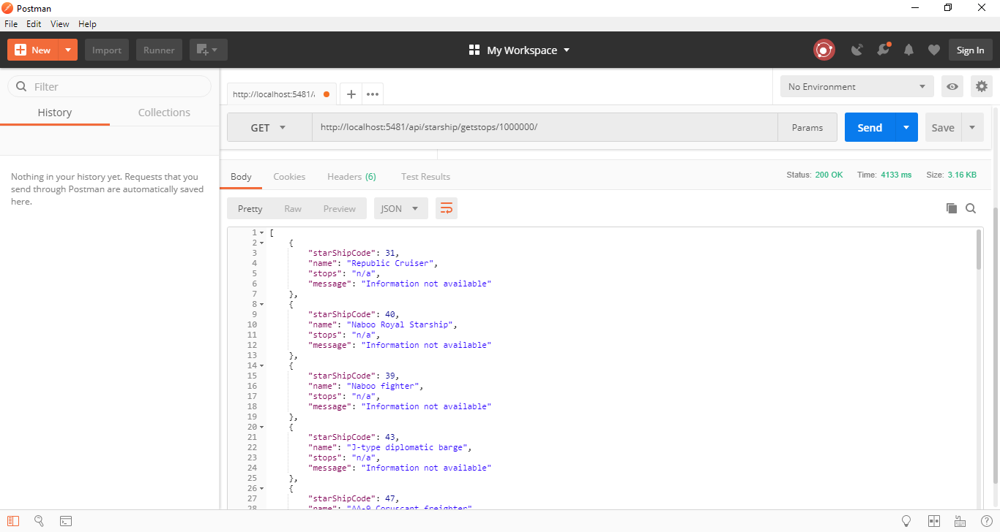 Postman
File Edit View Help
New Import Runner My Workspace Sign In
Filter
History Collections
Nothing in your history yet. Requests that you
send through Postman are automatically saved
here.
http://localhost:5481/
No Environment
GET http://localhost:5481/api/starship/getstops/1000000/ Params Send Save
Body Cookies Headers (6) Test Results Status: 200 OK Time: 4133 ms Size: 3.16 KB
Pretty Raw Preview JSON
1 [
2 {
3 "starShipCode": 31,
4 "name": "Republic Cruiser",
5 "stops": "n/a",
6 "message": "Information not available"
7 },
8 {
9 "starShipCode": 40,
10 "name": "Naboo Royal Starship",
11 "stops": "n/a",
12 "message": "Information not available"
13 },
14 {
15 "starShipCode": 39,
16 "name": "Naboo fighter",
17 "stops": "n/a",
18 "message": "Information not available"
19 },
20 {
21 "starShipCode": 43,
22 "name": "J-type diplomatic barge",
23 "stops": "n/a",
24 "message": "Information not available"
25 },
26 {
27 "starShipCode": 47,
28 "name": "AA-9 Coruscant freighter"